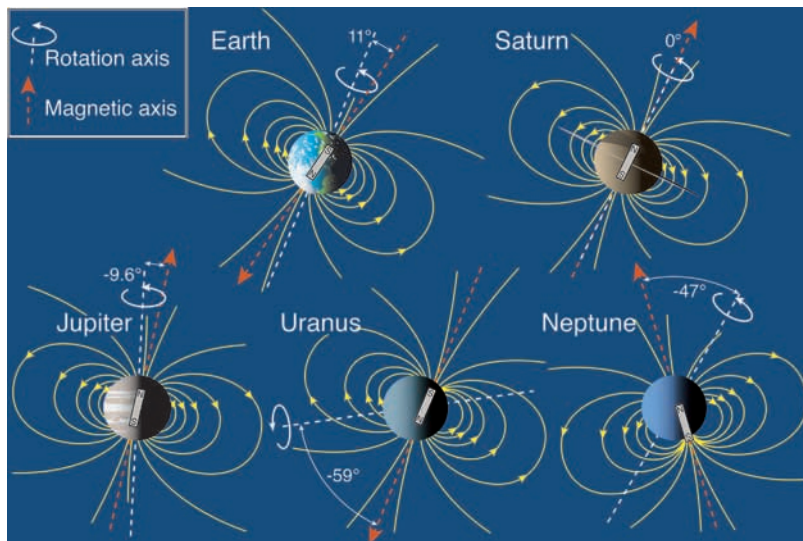 Rotation axis
Magnetic axis
Earth
11°
Saturn
0°
Jupiter
-9.6°
Uranus
-59°
Neptune
-47°